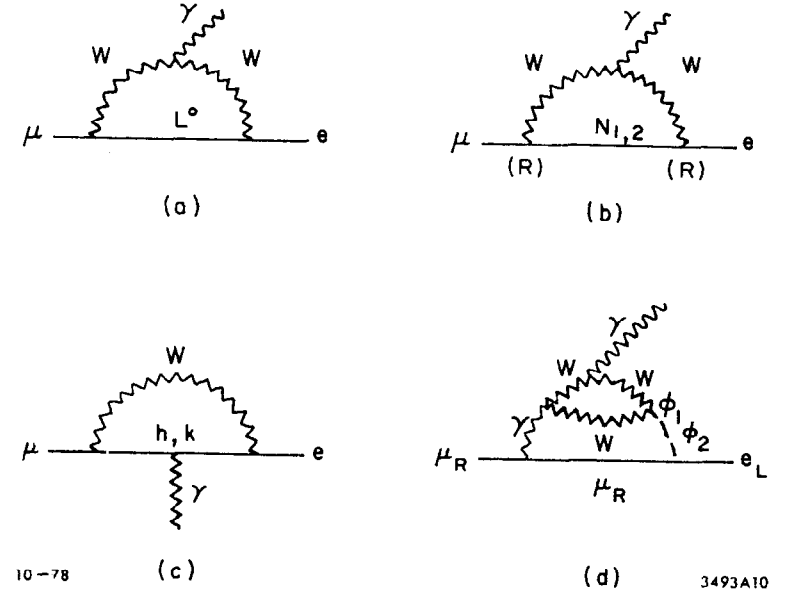 γ
W W
L°
μ e
(a)
γ
W W
N1,2
μ e
(R) (R)
(b)
W
h, k
μ e
γ
(c)
γ
W W
γ W ϕ1 ϕ2
μR eL
μR
(d)
10-78
3493A10